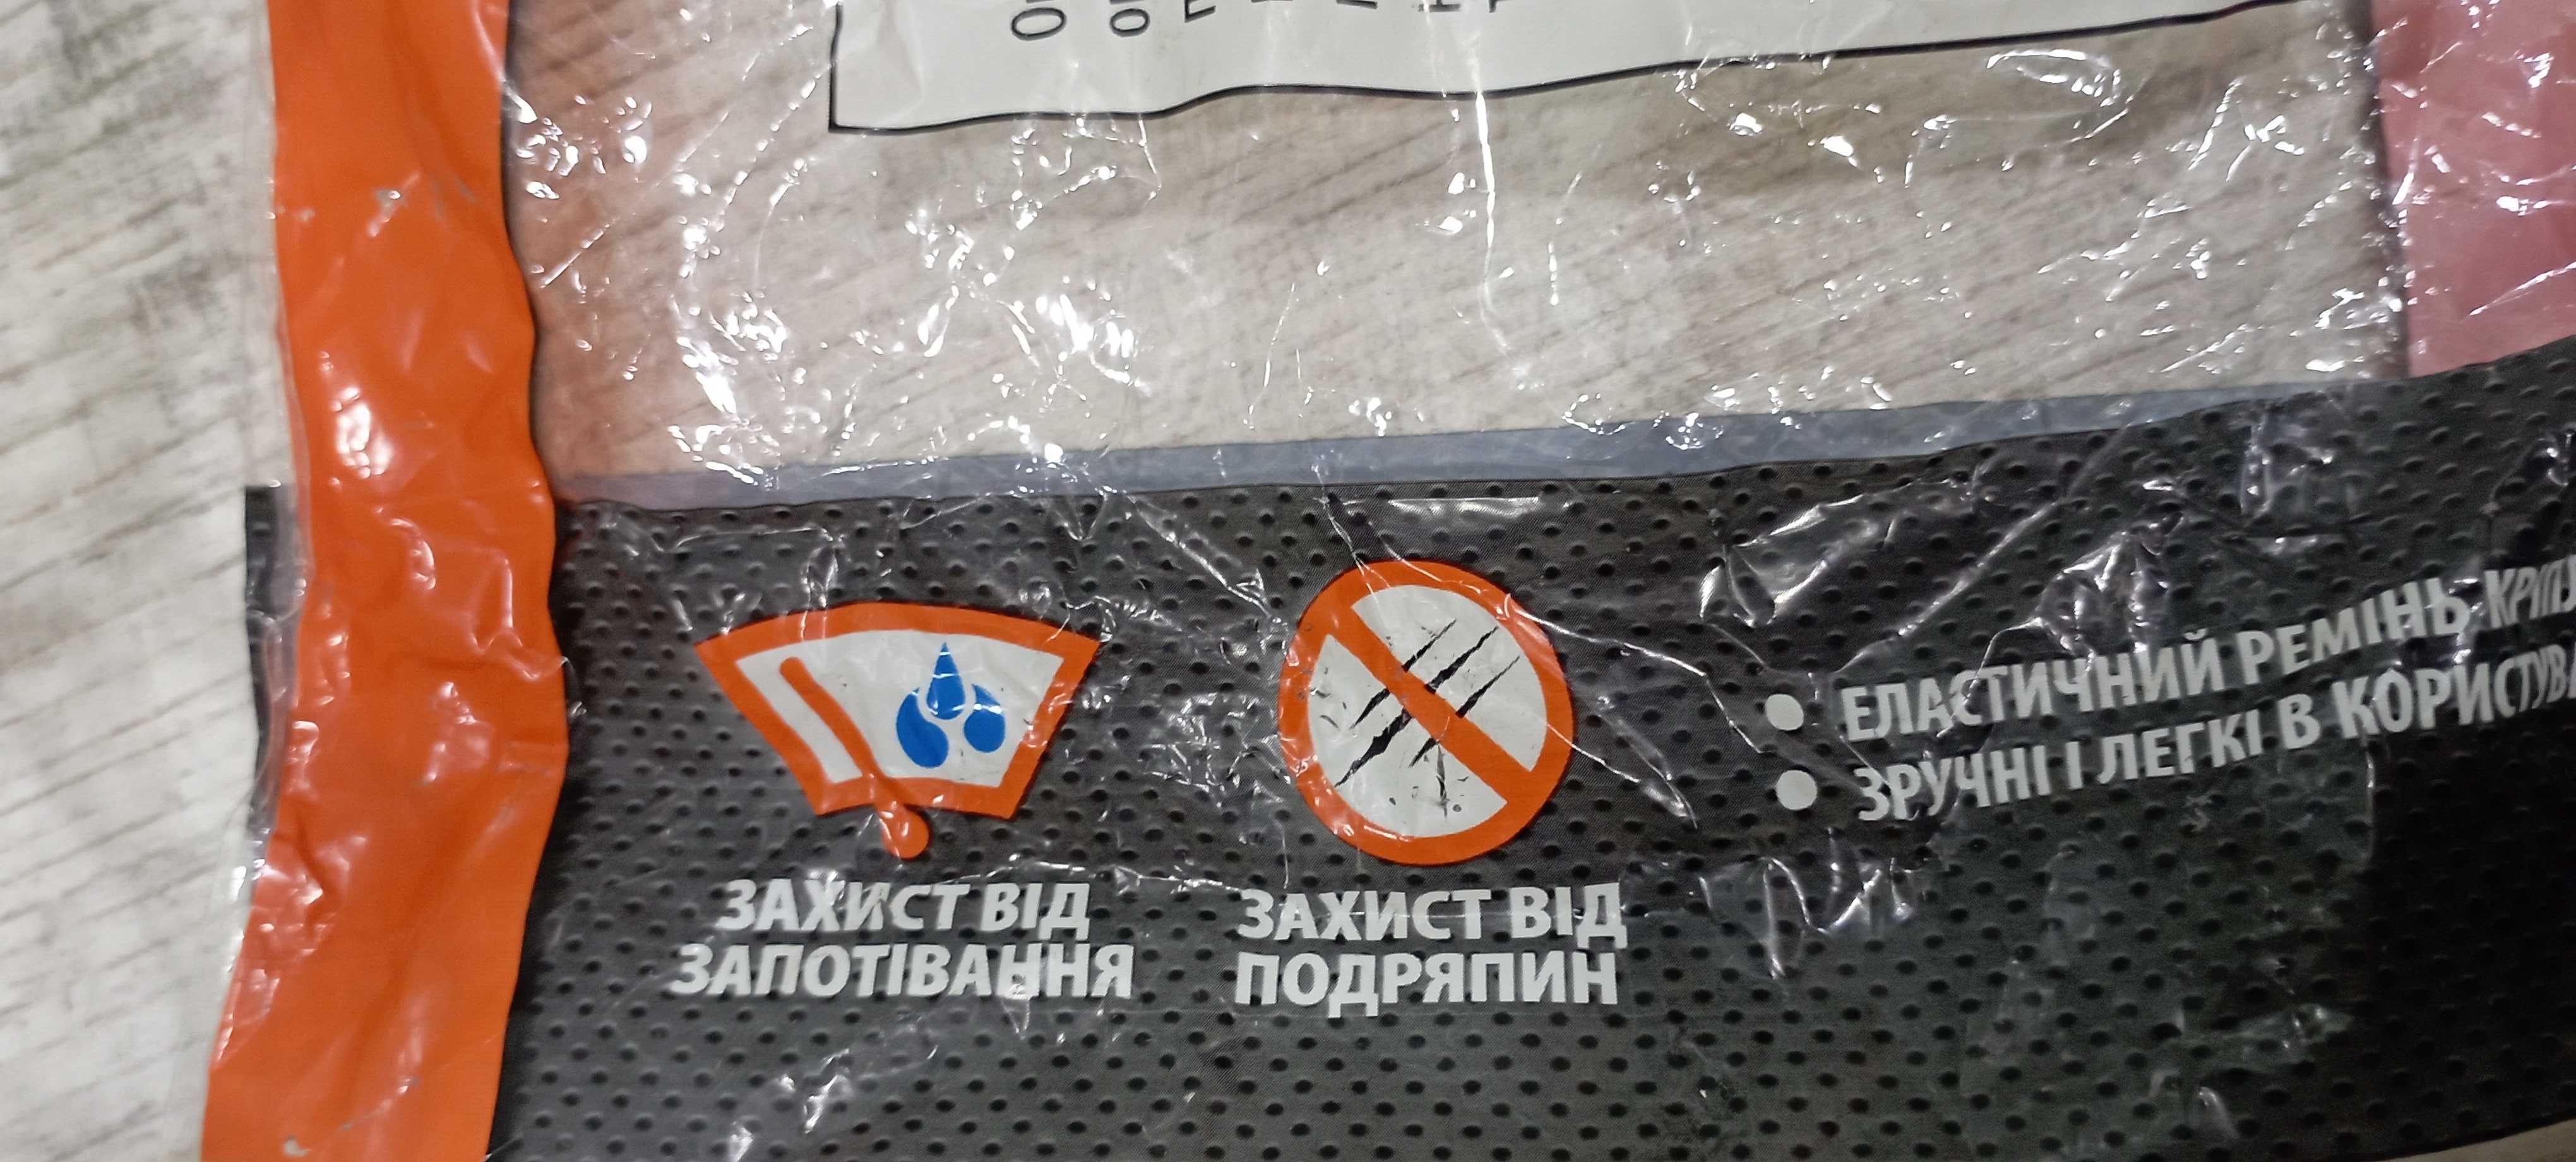 ЗАХИСТ ВІД
ЗАПОТІВАННЯ
ЗАХИСТ ВІД
ПОДРЯПИН
ЕЛАСТИЧНИЙ РЕМІНЬ
ЗРУЧНІ І ЛЕГКІ В